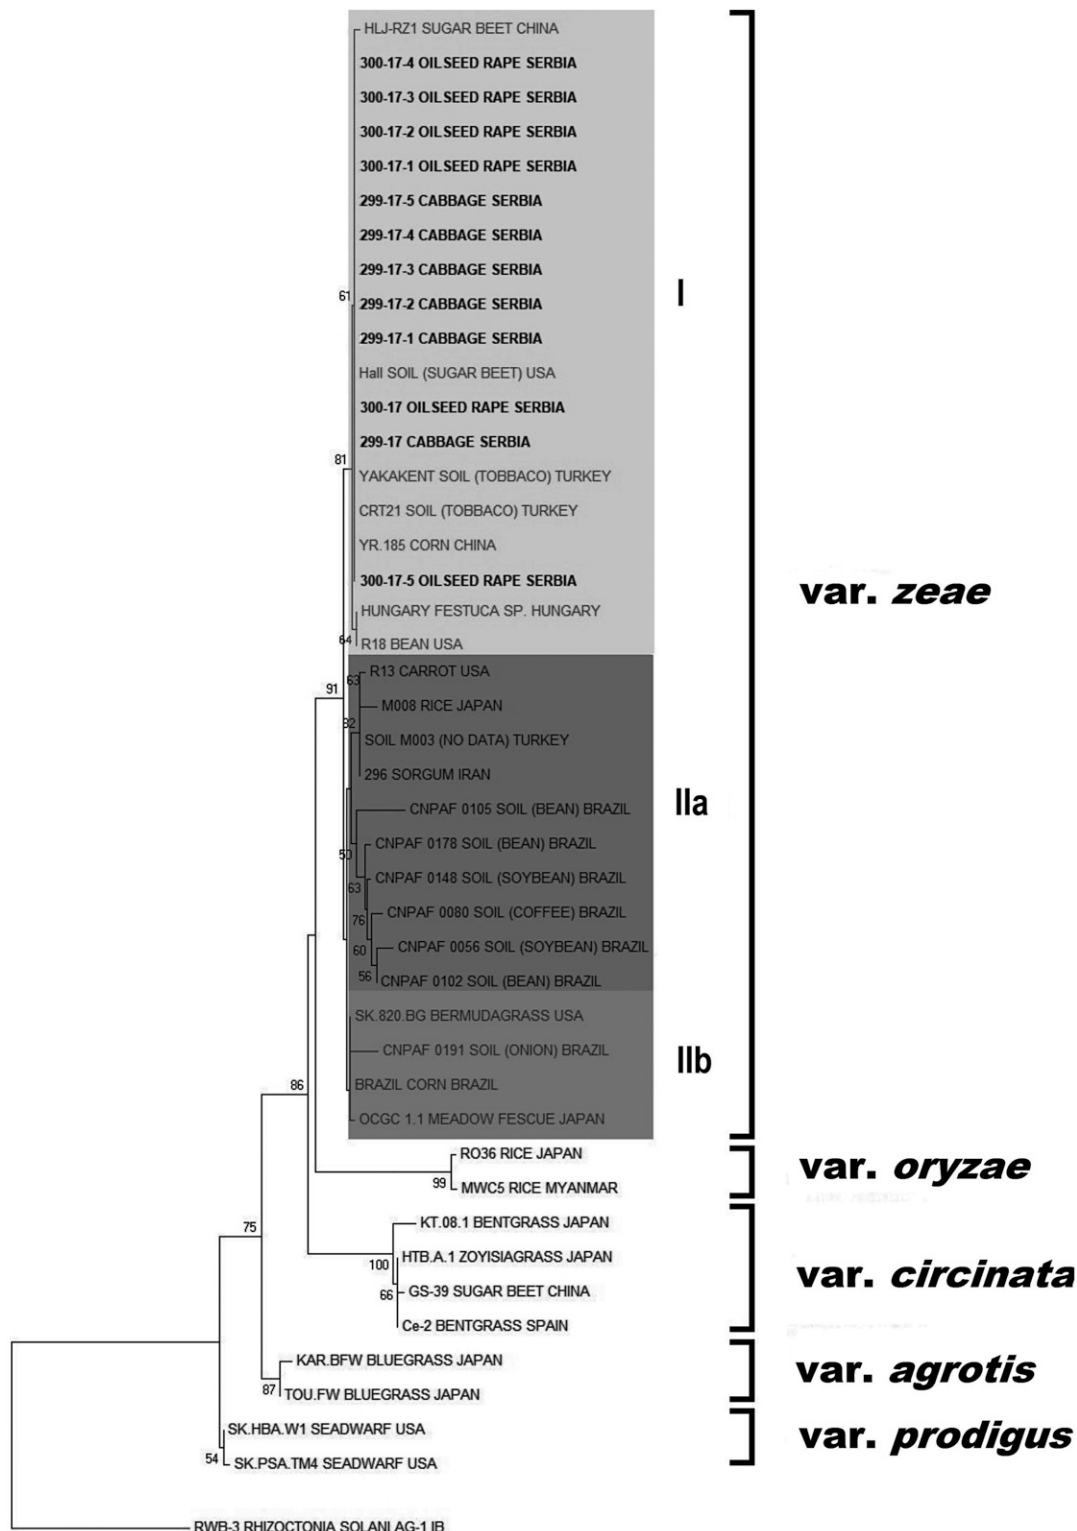 HLJ-RZ1 SUGAR BEET CHINA
300-17-4 OILSEED RAPE SERBIA
300-17-3 OILSEED RAPE SERBIA
300-17-2 OILSEED RAPE SERBIA
300-17-1 OILSEED RAPE SERBIA
299-17-5 CABBAGE SERBIA
299-17-4 CABBAGE SERBIA
299-17-3 CABBAGE SERBIA
61
I
299-17-2 CABBAGE SERBIA
299-17-1 CABBAGE SERBIA
Hall SOIL (SUGAR BEET) USA
300-17 OILSEED RAPE SERBIA
299-17 CABBAGE SERBIA
81
YAKAKENT SOIL (TOBBACO) TURKEY
CRT21 SOIL (TOBBACO) TURKEY
YR.185 CORN CHINA
300-17-5 OILSEED RAPE SERBIA
var. zeae
HUNGARY FESTUCA SP. HUNGARY
64
R18 BEAN USA
R13 CARROT USA
63
91
M008 RICE JAPAN
82
SOIL M003 (NO DATA) TURKEY
296 SORGUM IRAN
IIa
CNPAF 0105 SOIL (BEAN) BRAZIL
CNPAF 0178 SOIL (BEAN) BRAZIL
50
CNPAF 0148 SOIL (SOYBEAN) BRAZIL
63
CNPAF 0080 SOIL (COFFEE) BRAZIL
76
CNPAF 0056 SOIL (SOYBEAN) BRAZIL
60
CNPAF 0102 SOIL (BEAN) BRAZIL
56
SK.820.BG BERMUDAGRASS USA
CNPAF 0191 SOIL (ONION) BRAZIL
IIb
BRAZIL CORN BRAZIL
86
OCGC 1.1 MEADOW FESCUE JAPAN
RO36 RICE JAPAN
var. oryzae
99
MWC5 RICE MYANMAR
KT.08.1 BENTGRASS JAPAN
75
HTB.A.1 ZOYISIAGRASS JAPAN
100
var. circinata
GS-39 SUGAR BEET CHINA
66
Ce-2 BENTGRASS SPAIN
KAR.BFW BLUEGRASS JAPAN
var. agrotis
87
TOU.FW BLUEGRASS JAPAN
SK.HBA.W1 SEADWARF USA
var. prodigus
54
SK.PSA.TM4 SEADWARF USA
RWB-3 RHIZOCTONIA SOLANI AG-1 IB